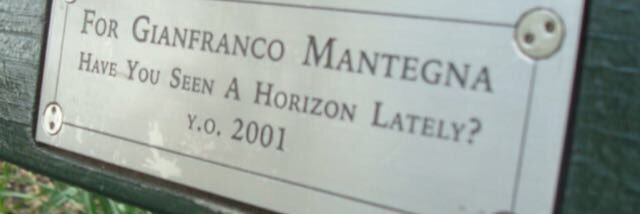 For Gianfranco Mantegna
Have You Seen A Horizon Lately?
Y.O. 2001